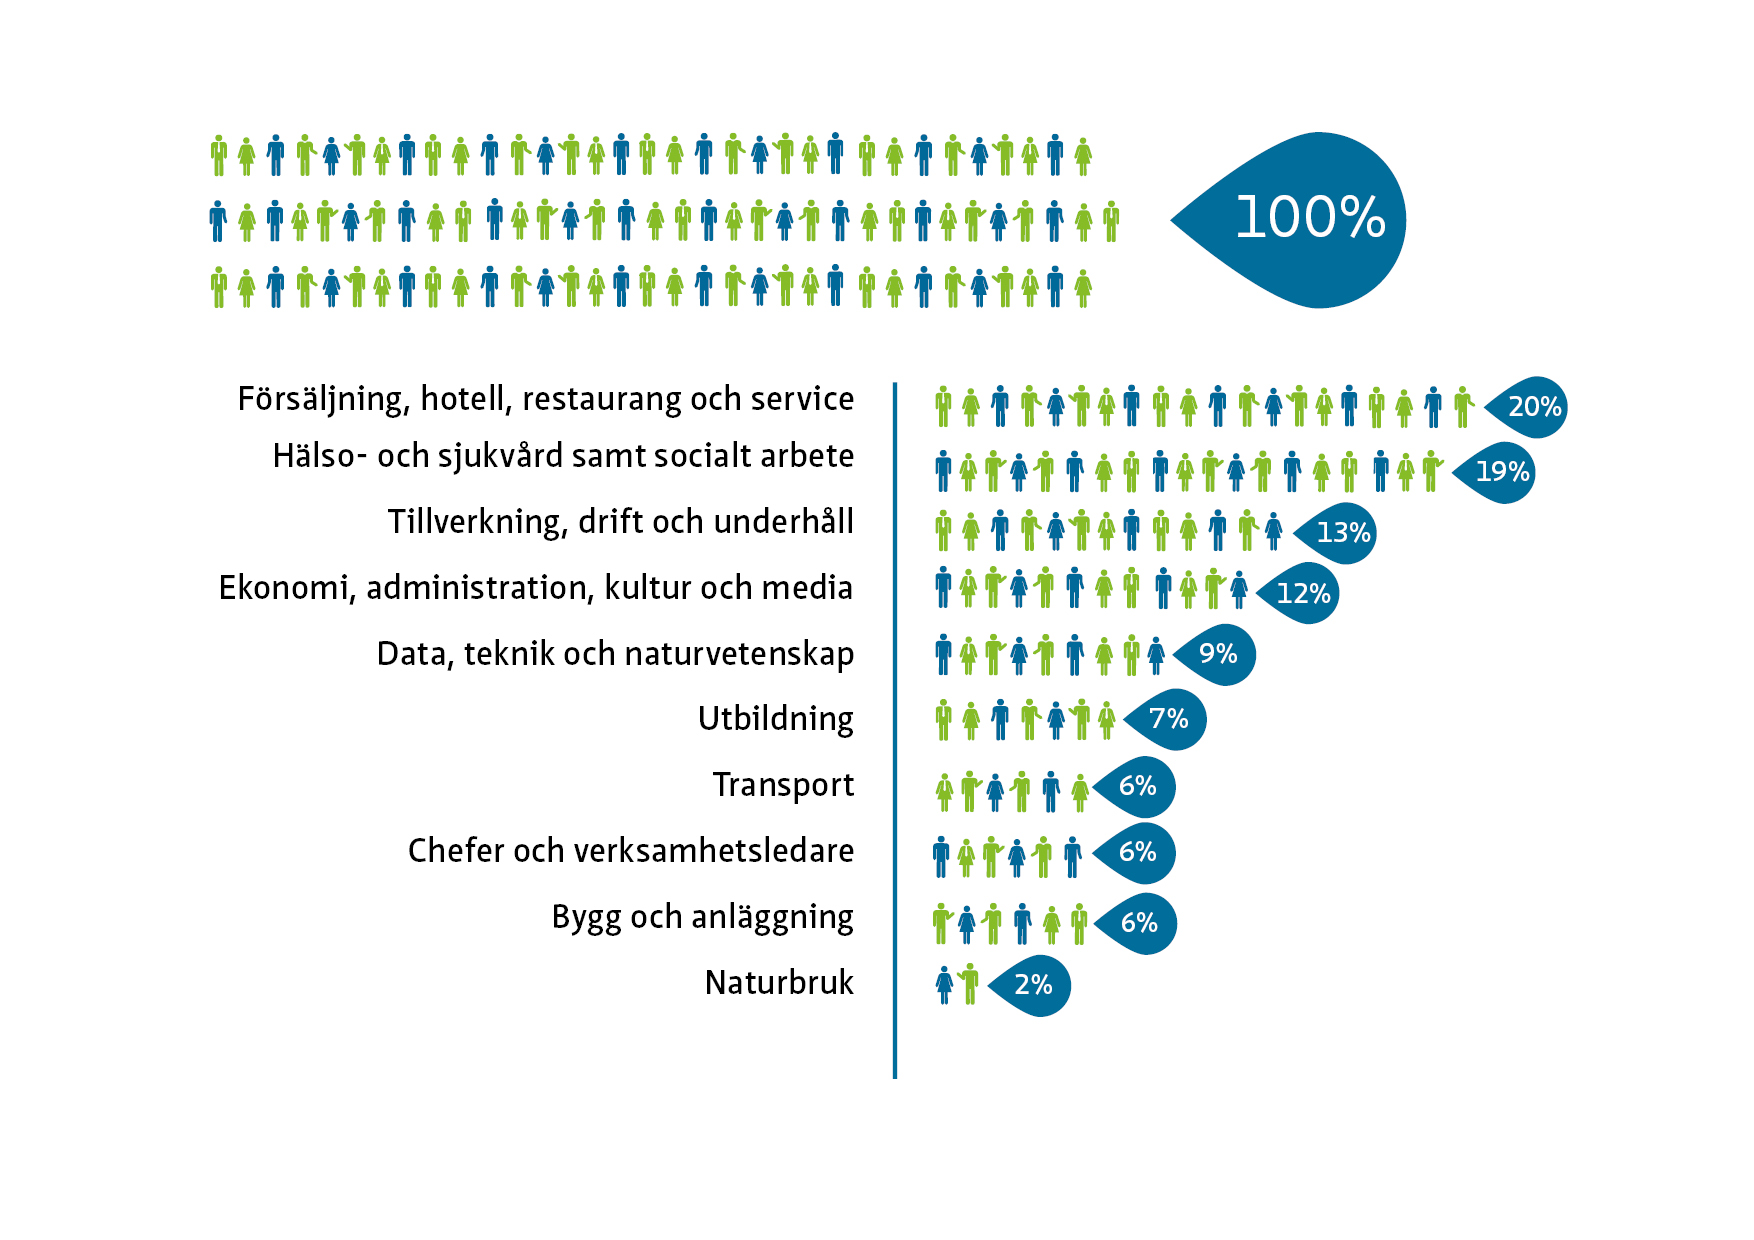 100%
Försäljning, hotell, restaurang och service 20%
Hälso- och sjukvård samt socialt arbete 19%
Tillverkning, drift och underhåll 13%
Ekonomi, administration, kultur och media 12%
Data, teknik och naturvetenskap 9%
Utbildning 7%
Transport 6%
Chefer och verksamhetsledare 6%
Bygg och anläggning 6%
Naturbruk 2%